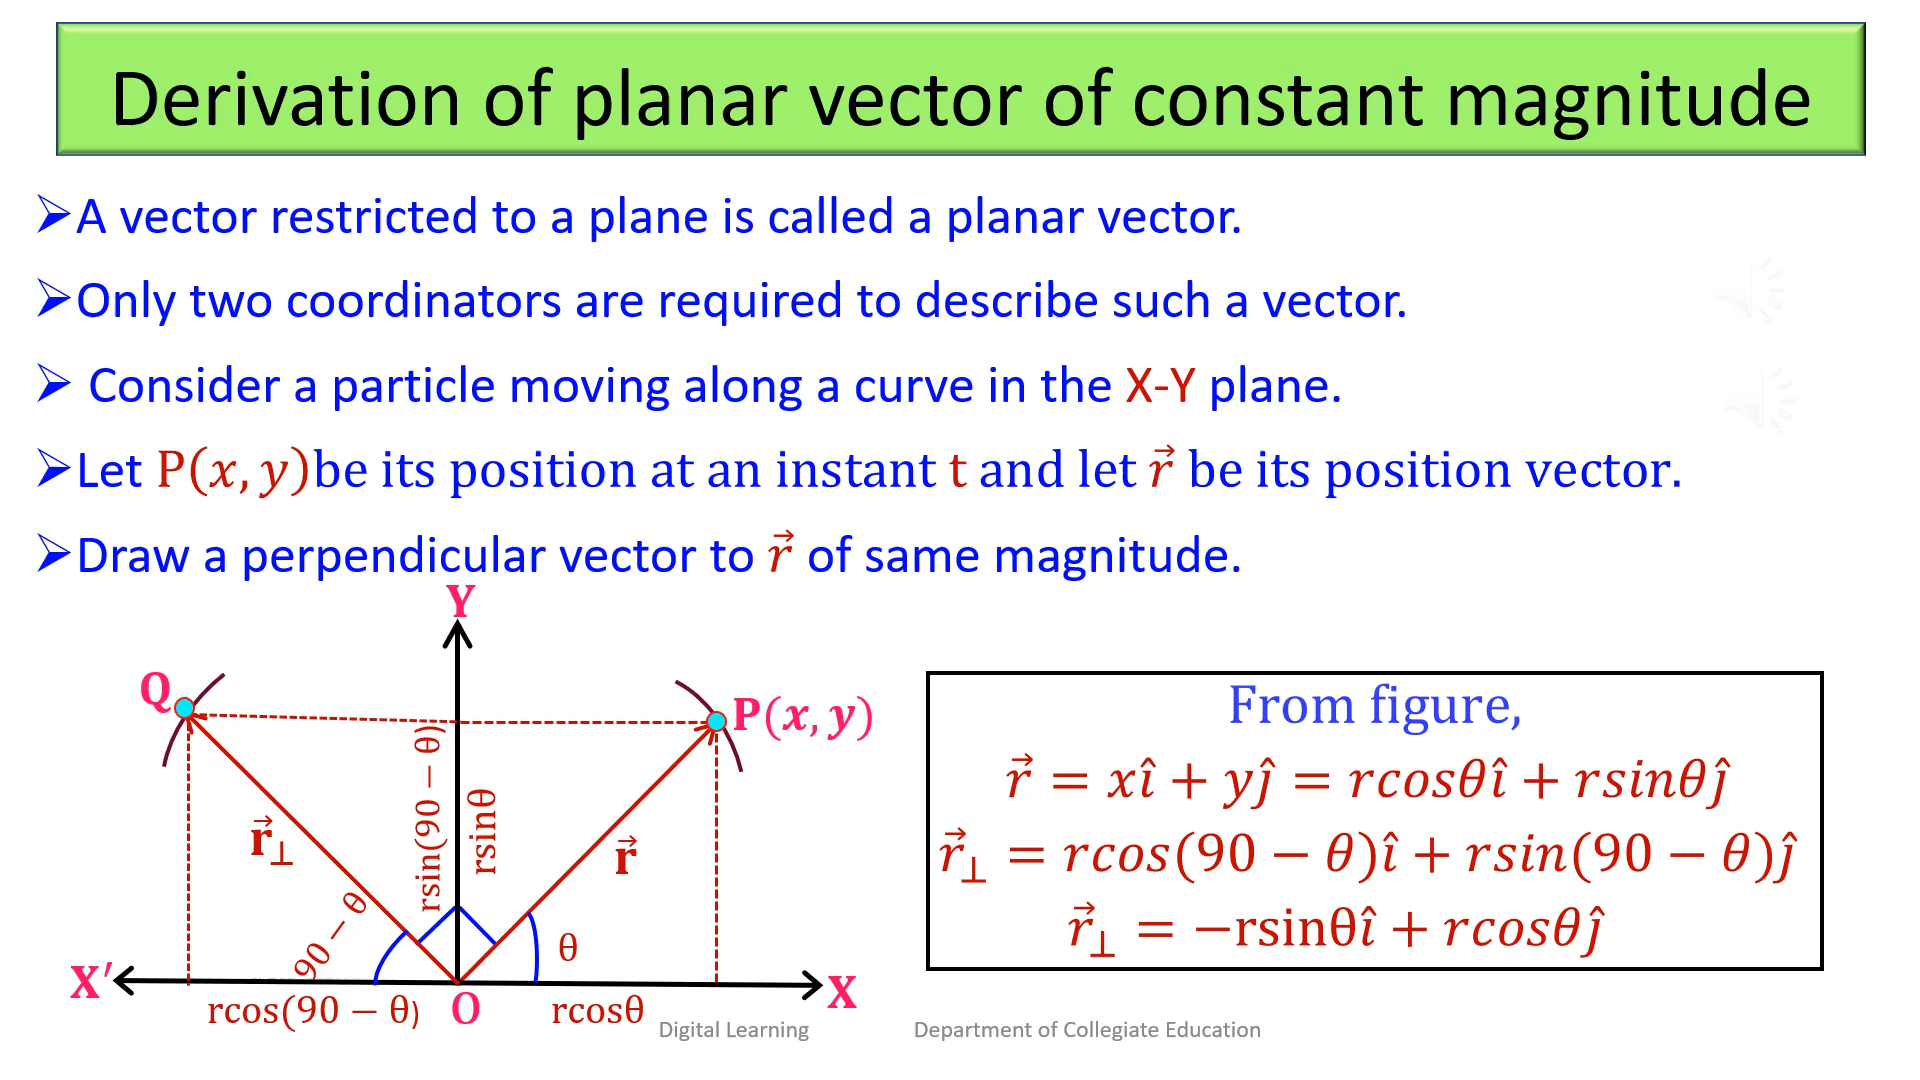 Derivation of planar vector of constant magnitude
➢A vector restricted to a plane is called a planar vector.
➢Only two coordinators are required to describe such a vector.
➢ Consider a particle moving along a curve in the X-Y plane.
➢Let P(x, y)be its position at an instant t and let r⃗ be its position vector.
➢Draw a perpendicular vector to r⃗ of same magnitude.
Y
Q
P(x, y)
rsin(90 − θ)
rsinθ
r⃗⊥
r⃗
90 − θ
θ
X′
O
X
rcos(90 − θ)
rcosθ
From figure,
r⃗ = xî + yĵ = rcosθî + rsinθĵ
r⃗⊥ = rcos(90 − θ)î + rsin(90 − θ)ĵ
r⃗⊥ = −rsinθî + rcosθĵ
Digital Learning
Department of Collegiate Education